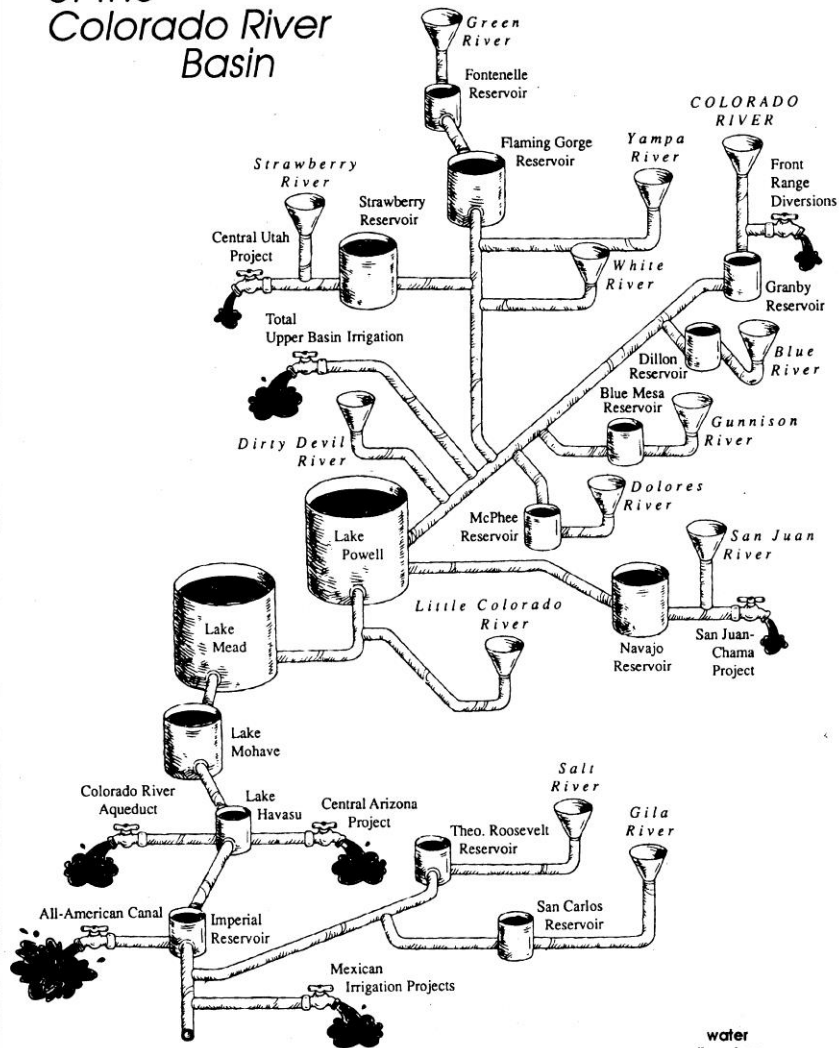 Colorado River
Basin
Green
River
Fontenelle
Reservoir
COLORADO
RIVER
Flaming Gorge
Reservoir
Yampa
River
Strawberry
River
Front
Range
Diversions
Strawberry
Reservoir
Central Utah
Project
White
River
Granby
Reservoir
Total
Upper Basin Irrigation
Dillon
Reservoir
Blue
River
Blue Mesa
Reservoir
Gunnison
River
Dirty Devil
River
Dolores
River
McPhee
Reservoir
Lake
Powell
San Juan
River
Little Colorado
River
Lake
Mead
Navajo
Reservoir
San Juan-
Chama
Project
Lake
Mohave
Salt
River
Colorado River
Aqueduct
Lake
Havasu
Central Arizona
Project
Gila
River
Theo. Roosevelt
Reservoir
All-American Canal
Imperial
Reservoir
San Carlos
Reservoir
Mexican
Irrigation Projects
water